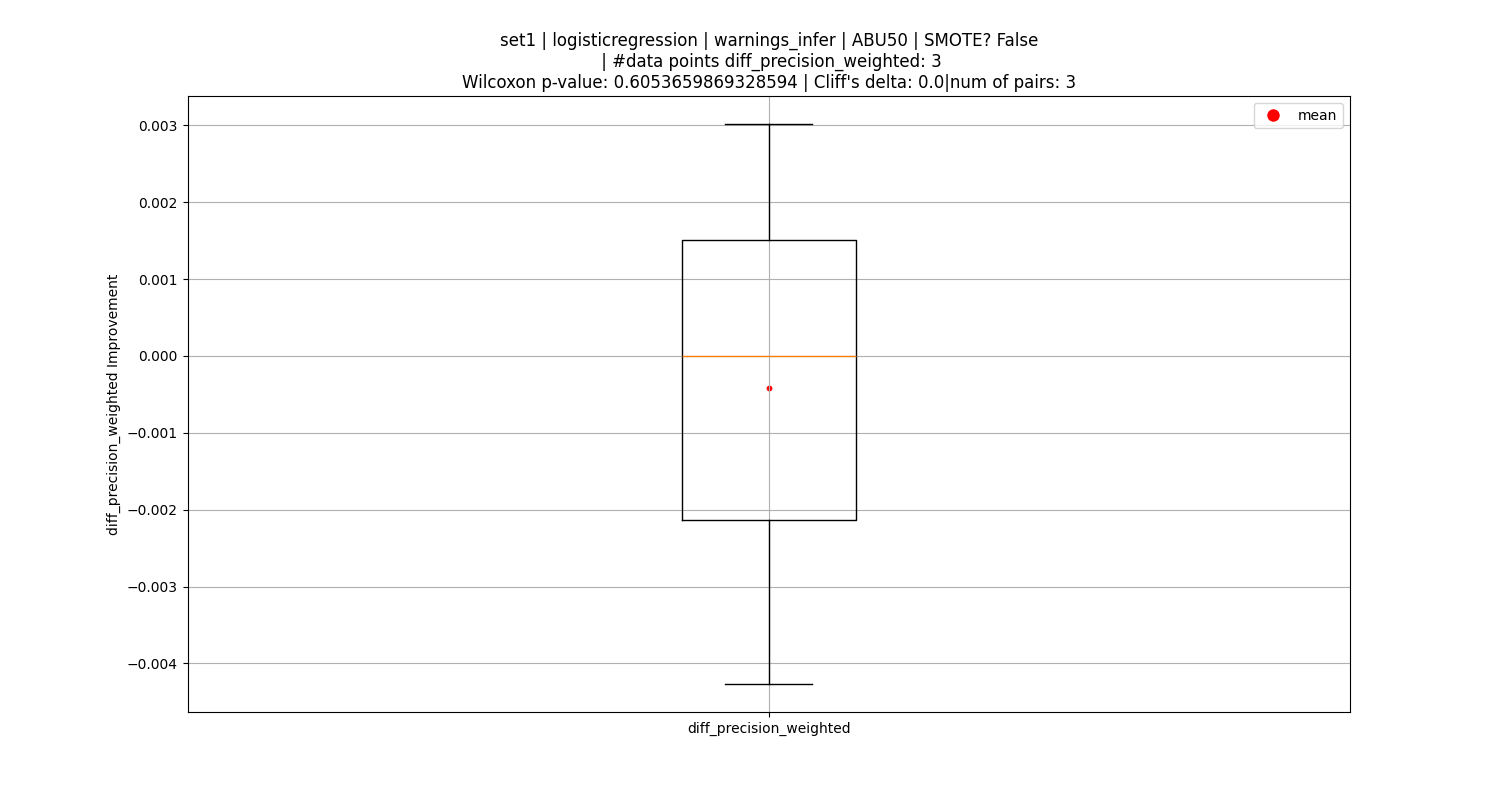 set1 | logisticregression | warnings_infer | ABU50 | SMOTE? False
| #data points diff_precision_weighted: 3
Wilcoxon p-value: 0.6053659869328594 | Cliff's delta: 0.0|num of pairs: 3
mean
0.003
0.002
0.001
0.000
−0.001
−0.002
−0.003
−0.004
diff_precision_weighted Improvement
diff_precision_weighted